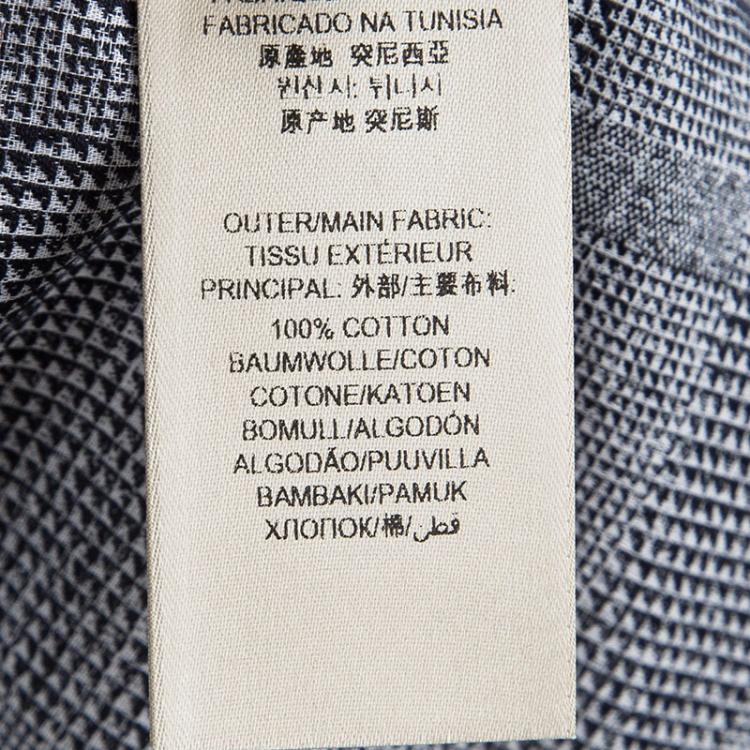 FABRICADO NA TUNISIA
原產地 突尼西亞
원산지: 튀니지
原产地 突尼斯
OUTER/MAIN FABRIC:
TISSU EXTÉRIEUR
PRINCIPAL: 外部/主要布料:
100% COTTON
BAUMWOLLE/COTON
COTONE/KATOEN
BOMULL/ALGODÓN
ALGODÃO/PUUVILLA
BAMBAKI/PAMUK
ХЛОПОК/棉/قطن